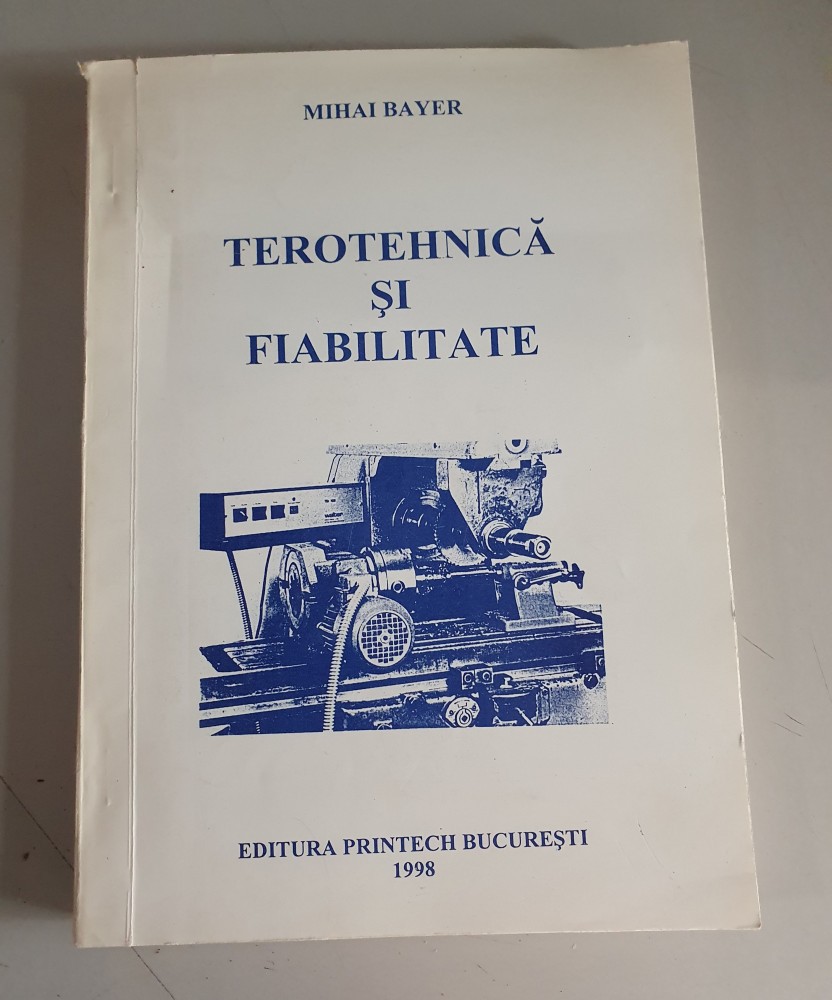 MIHAI BAYER
TEROTEHNICĂ
ŞI
FIABILITATE
EDITURA PRINTECH BUCUREŞTI
1998